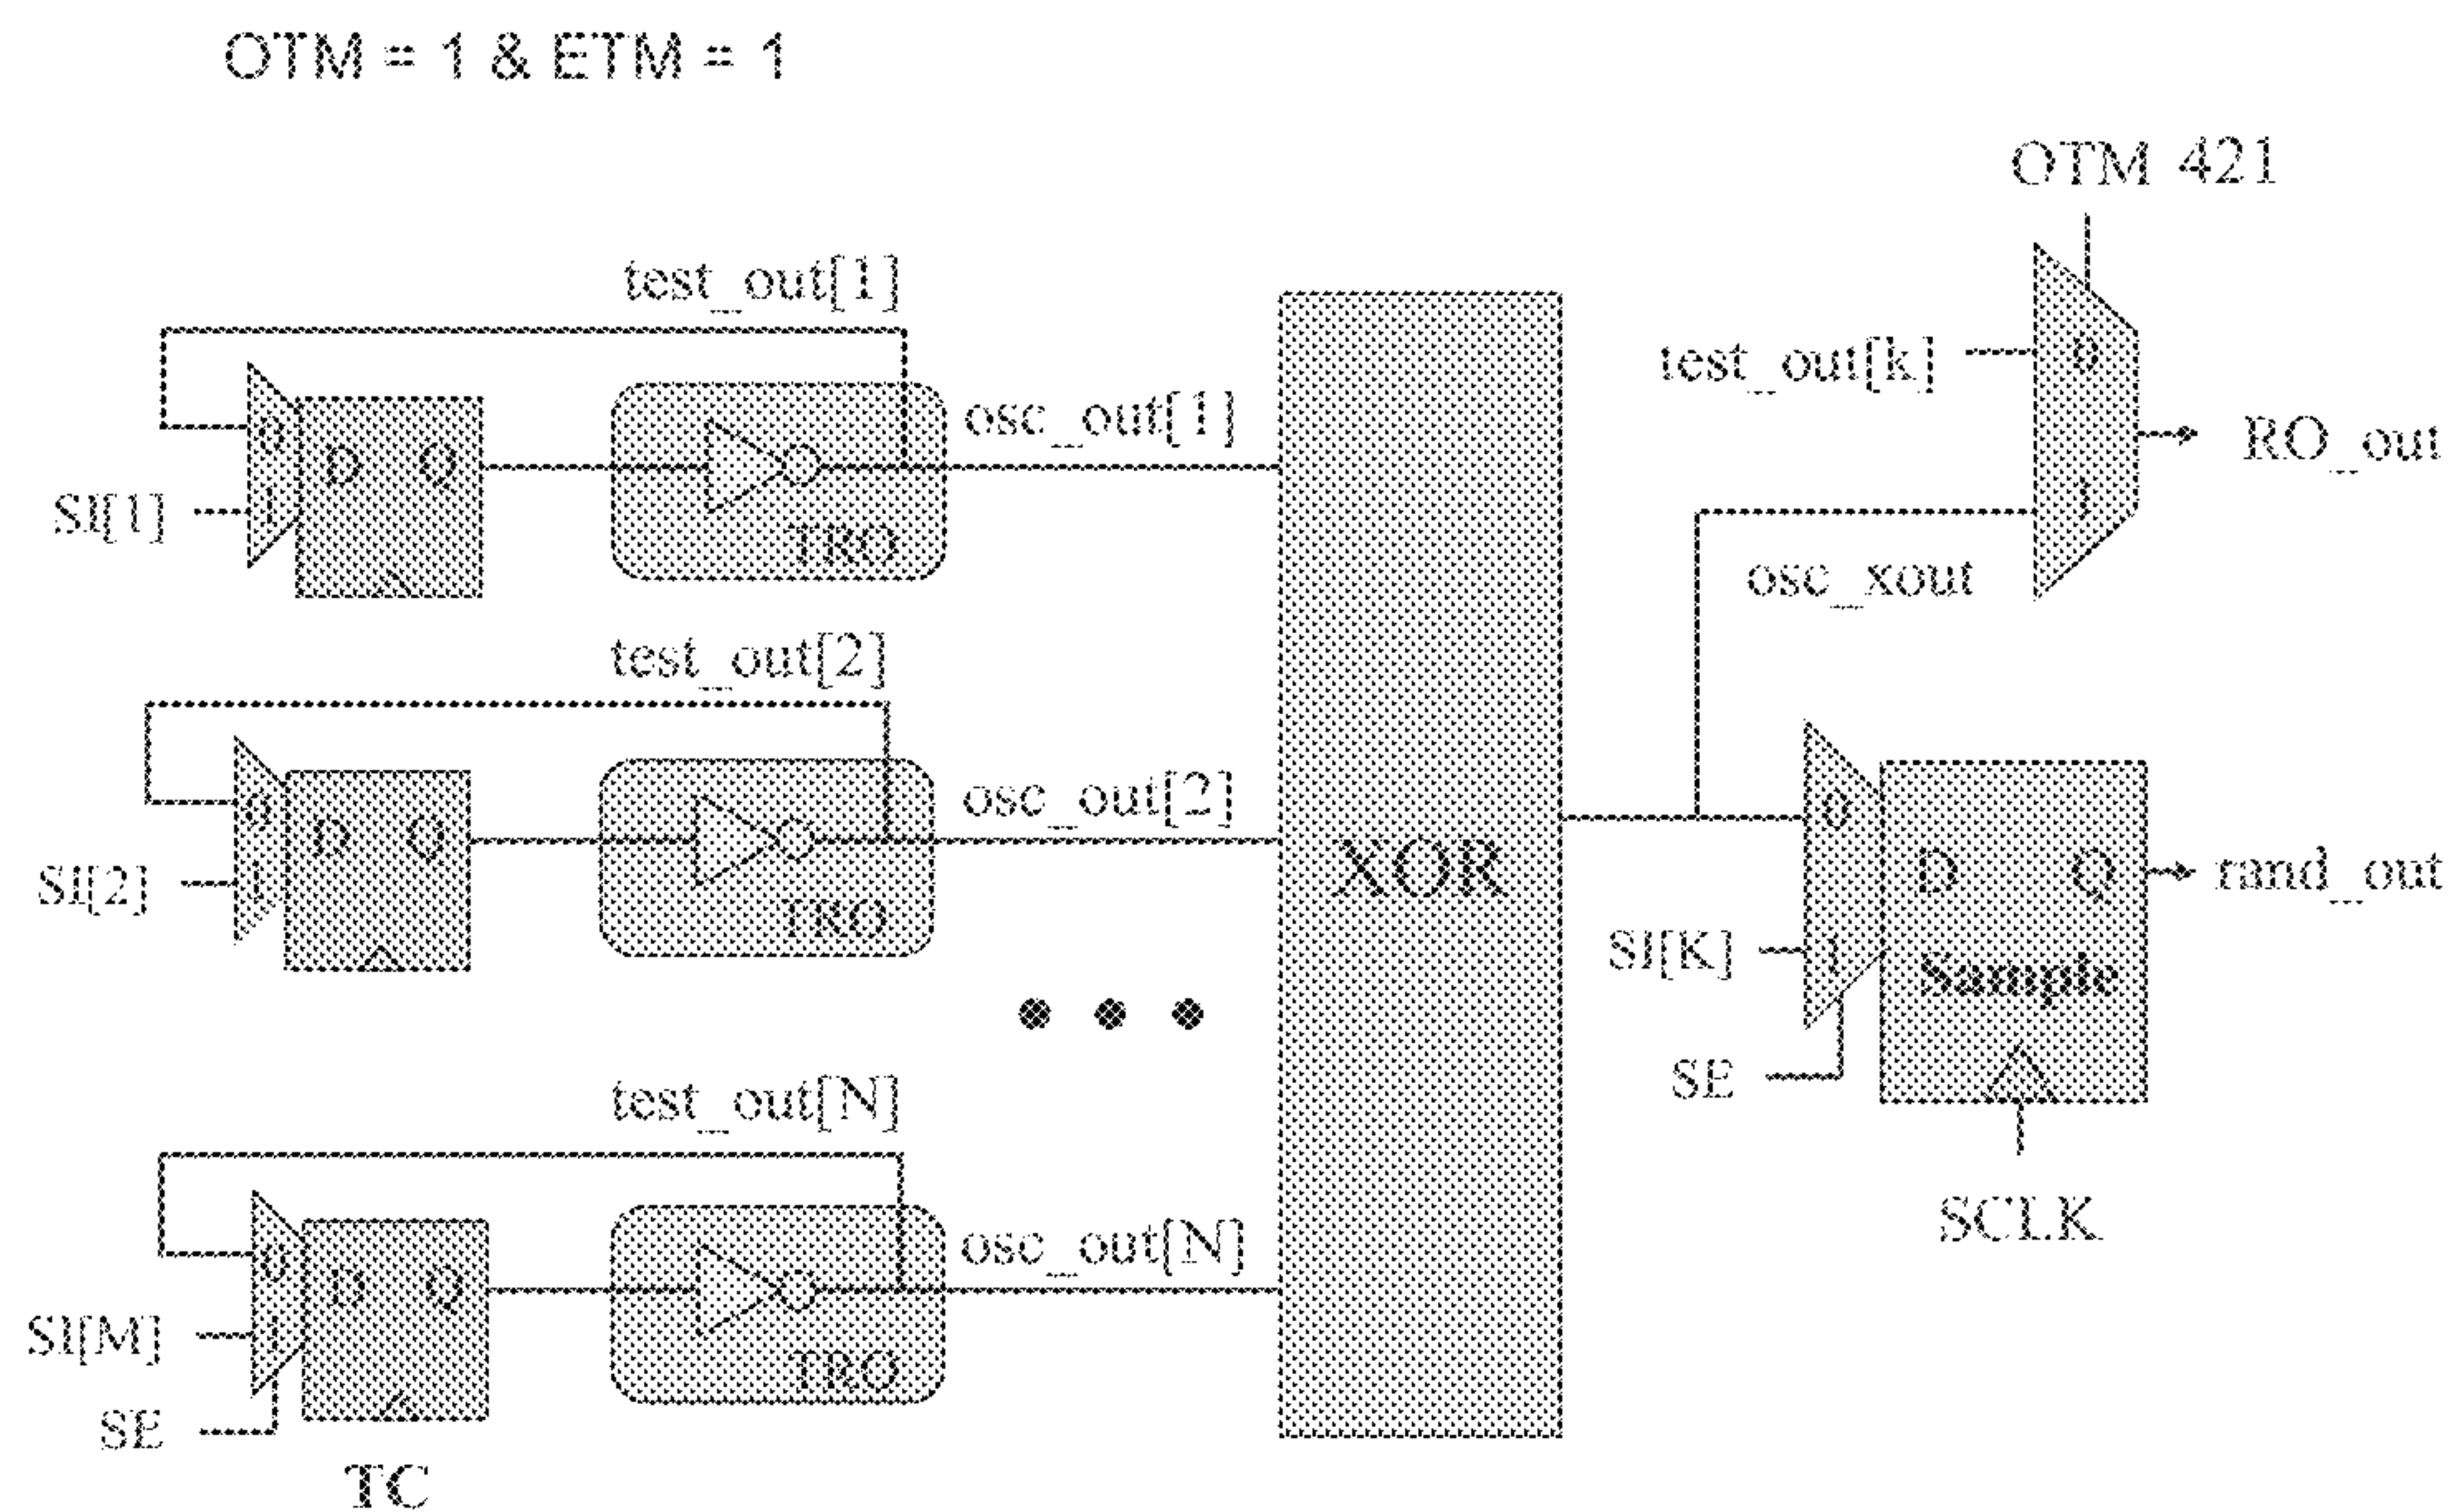 OTM = 1 & ETM = 1
OTM 421
test_out[1]
test_out[k]
0
RO_out
osc_out[1]
0
D Q
SI[1]
1
TRO
1
osc_xout
test_out[2]
osc_out[2]
0
D Q
SI[2]
1
TRO
XOR
0
D Q
rand_out
SI[K]
1
Sample
SE
SCLK
test_out[N]
osc_out[N]
0
D Q
SI[M]
1
TRO
SE
TC